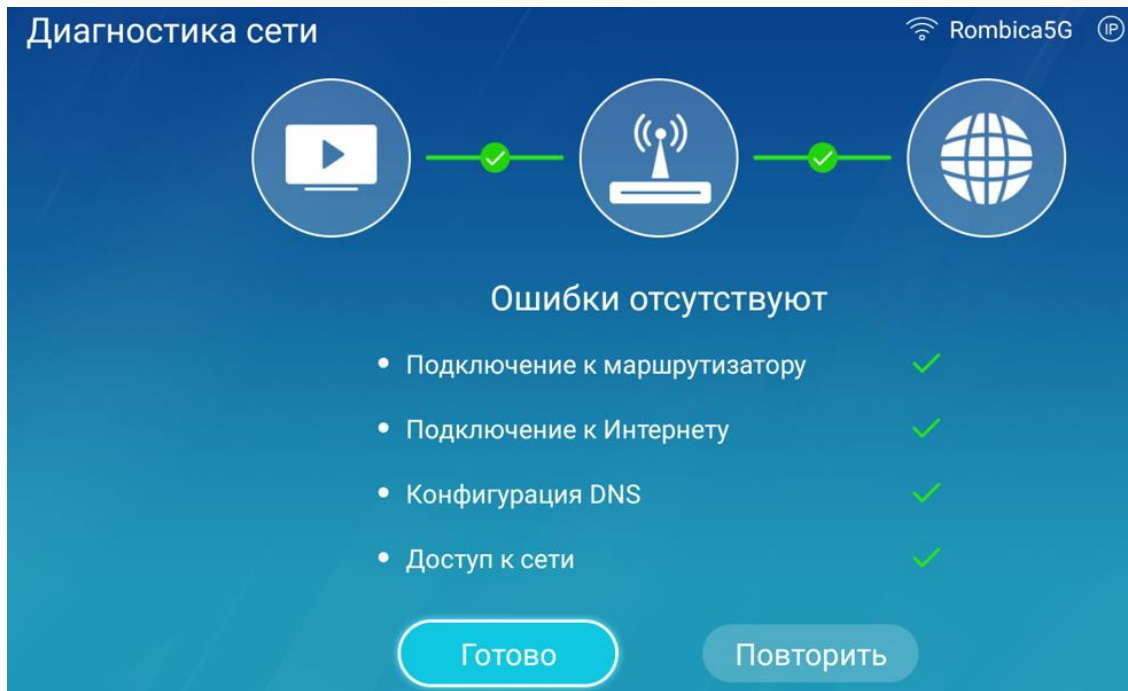 Диагностика сети
Rombica5G
IP
Ошибки отсутствуют
• Подключение к маршрутизатору
• Подключение к Интернету
• Конфигурация DNS
• Доступ к сети
Готово
Повторить